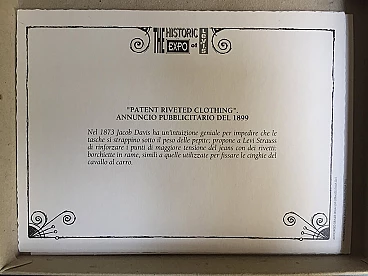 THE HISTORIC EXPO of LEVI'S
"PATENT RIVETED CLOTHING".
ANNUNCIO PUBBLICITARIO DEL 1899
Nel 1873 Jacob Davis ha un'intuizione geniale per impedire che le
tasche si strappino sotto il peso delle pepite: propone a Levi Strauss
di rinforzare i punti di maggiore tensione del jeans con dei rivetti:
borchiette in rame, simili a quelle utilizzate per fissare le cinghie del
cavallo al carro.